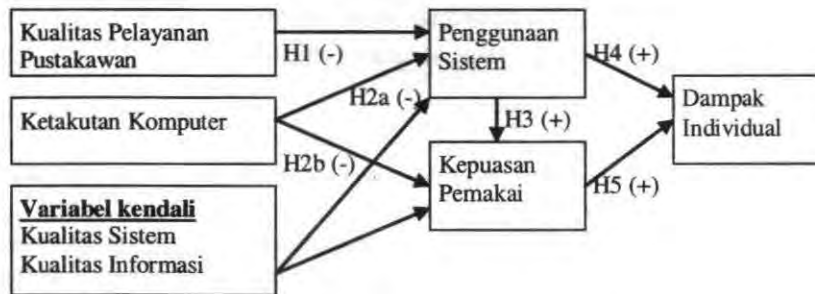 Kualitas Pelayanan
Pustakawan
H1 (-)
Penggunaan
Sistem
H4 (+)
Ketakutan Komputer
H2a (-)
H2b (-)
H3 (+)
Dampak
Individual
Kepuasan
Pemakai
H5 (+)
Variabel kendali
Kualitas Sistem
Kualitas Informasi